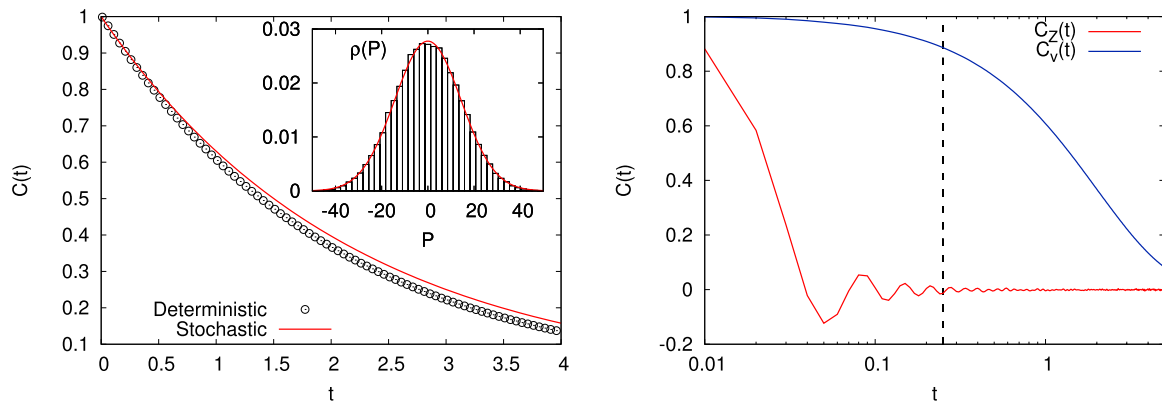 C(t)
1
0.9
0.8
0.7
0.6
0.5
0.4
0.3
0.2
0.1
0 0.5 1 1.5 2 2.5 3 3.5 4
t
Deterministic
Stochastic
0.03
0.02
0.01
0
ρ(P)
-40 -20 0 20 40
P
C(t)
1
0.8
0.6
0.4
0.2
0
-0.2
0.01 0.1 1
t
C_Z(t)
C_v(t)